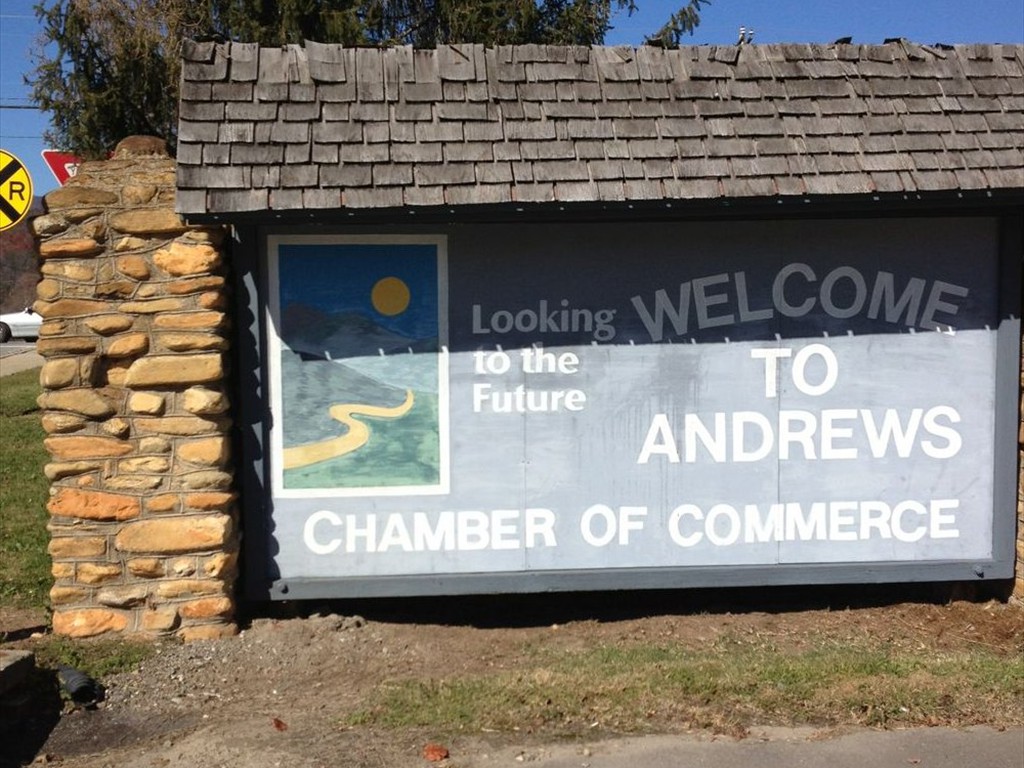 R
Looking
to the
Future
WELCOME
TO
ANDREWS
CHAMBER OF COMMERCE